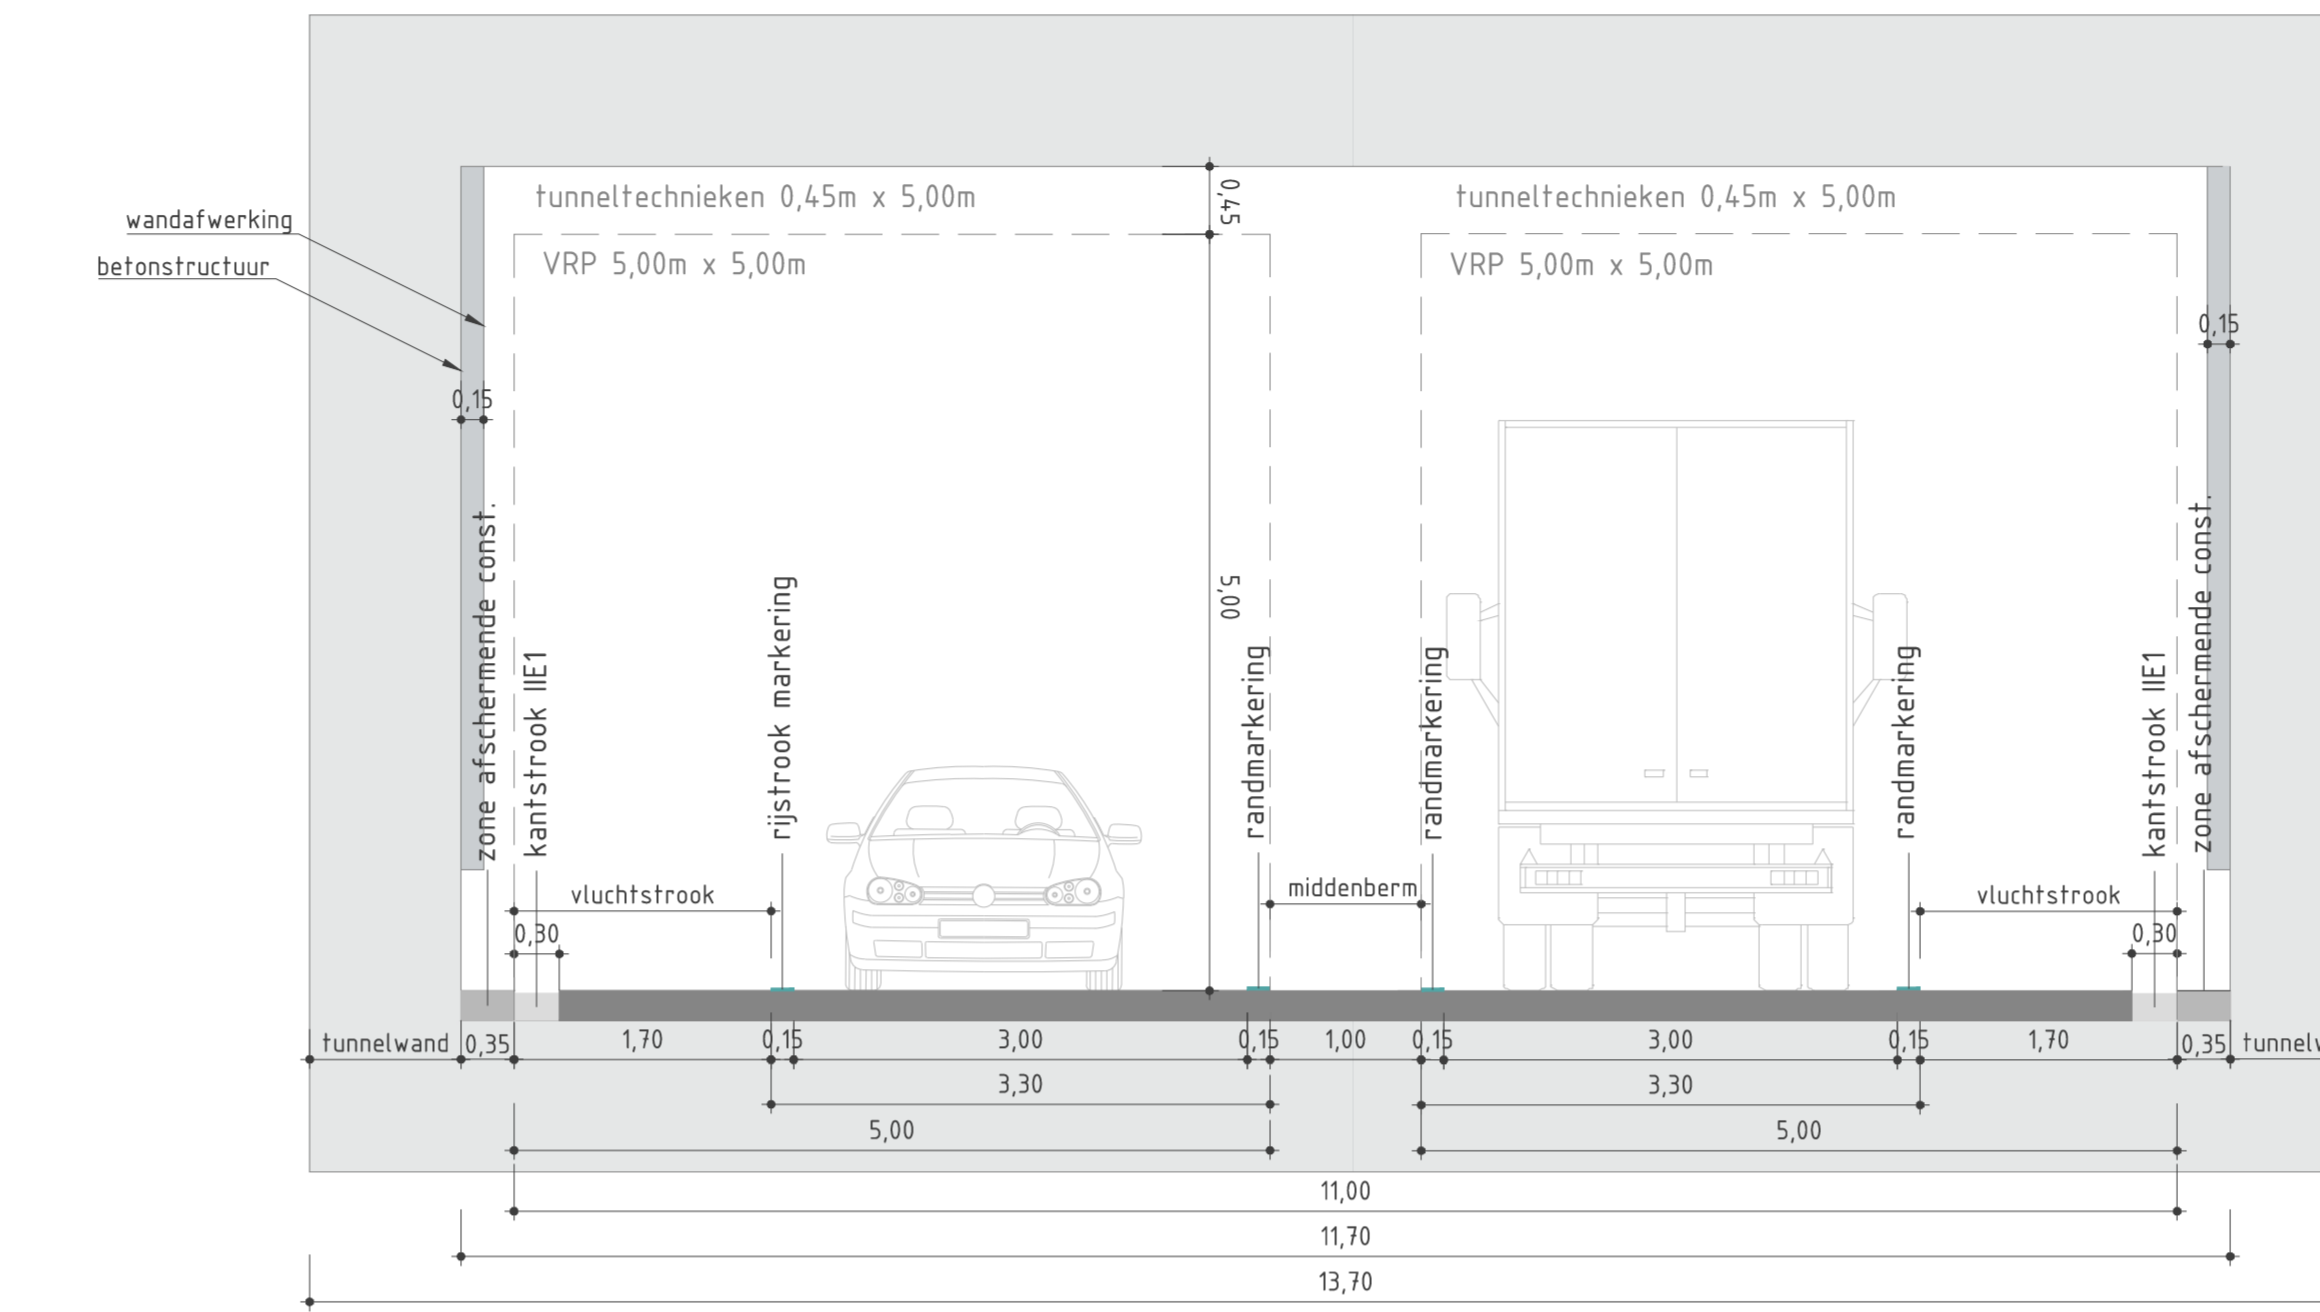 tunneltechnieken 0,45m x 5,00m
0,45
tunneltechnieken 0,45m x 5,00m
wandafwerking
VRP 5,00m x 5,00m
VRP 5,00m x 5,00m
betonstructuur
0,15
0,15
zone afschermende const.
kantstrook IIE1
rijstrook markering
5,00
randmarkering
randmarkering
randmarkering
kantstrook IIE1
zone afschermende const.
vluchtstrook
middenberm
vluchtstrook
0,30
0,30
tunnelwand 0,35 1,70 0,15 3,00 0,15 1,00 0,15 3,00 0,15 1,70 0,35
3,30
3,30
5,00
5,00
11,00
11,70
13,70